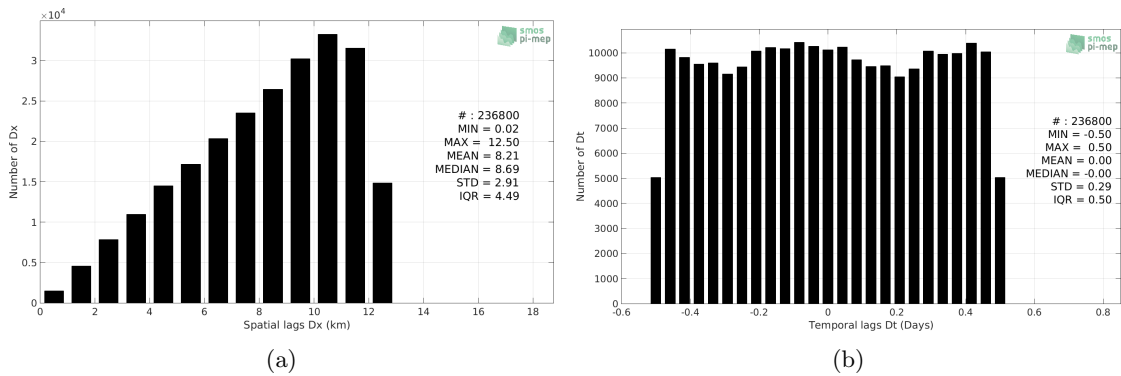 ×10⁴
3
2.5
2
1.5
1
0.5
0
Number of Dx
0 2 4 6 8 10 12 14 16 18
Spatial lags Dx (km)
smos
pi-mep
# : 236800
MIN = 0.02
MAX = 12.50
MEAN = 8.21
MEDIAN = 8.69
STD = 2.91
IQR = 4.49
(a)
10000
9000
8000
7000
6000
5000
4000
3000
2000
1000
0
Number of Dt
-0.6 -0.4 -0.2 0 0.2 0.4 0.6 0.8
Temporal lags Dt (Days)
smos
pi-mep
# : 236800
MIN = -0.50
MAX = 0.50
MEAN = 0.00
MEDIAN = -0.00
STD = 0.29
IQR = 0.50
(b)